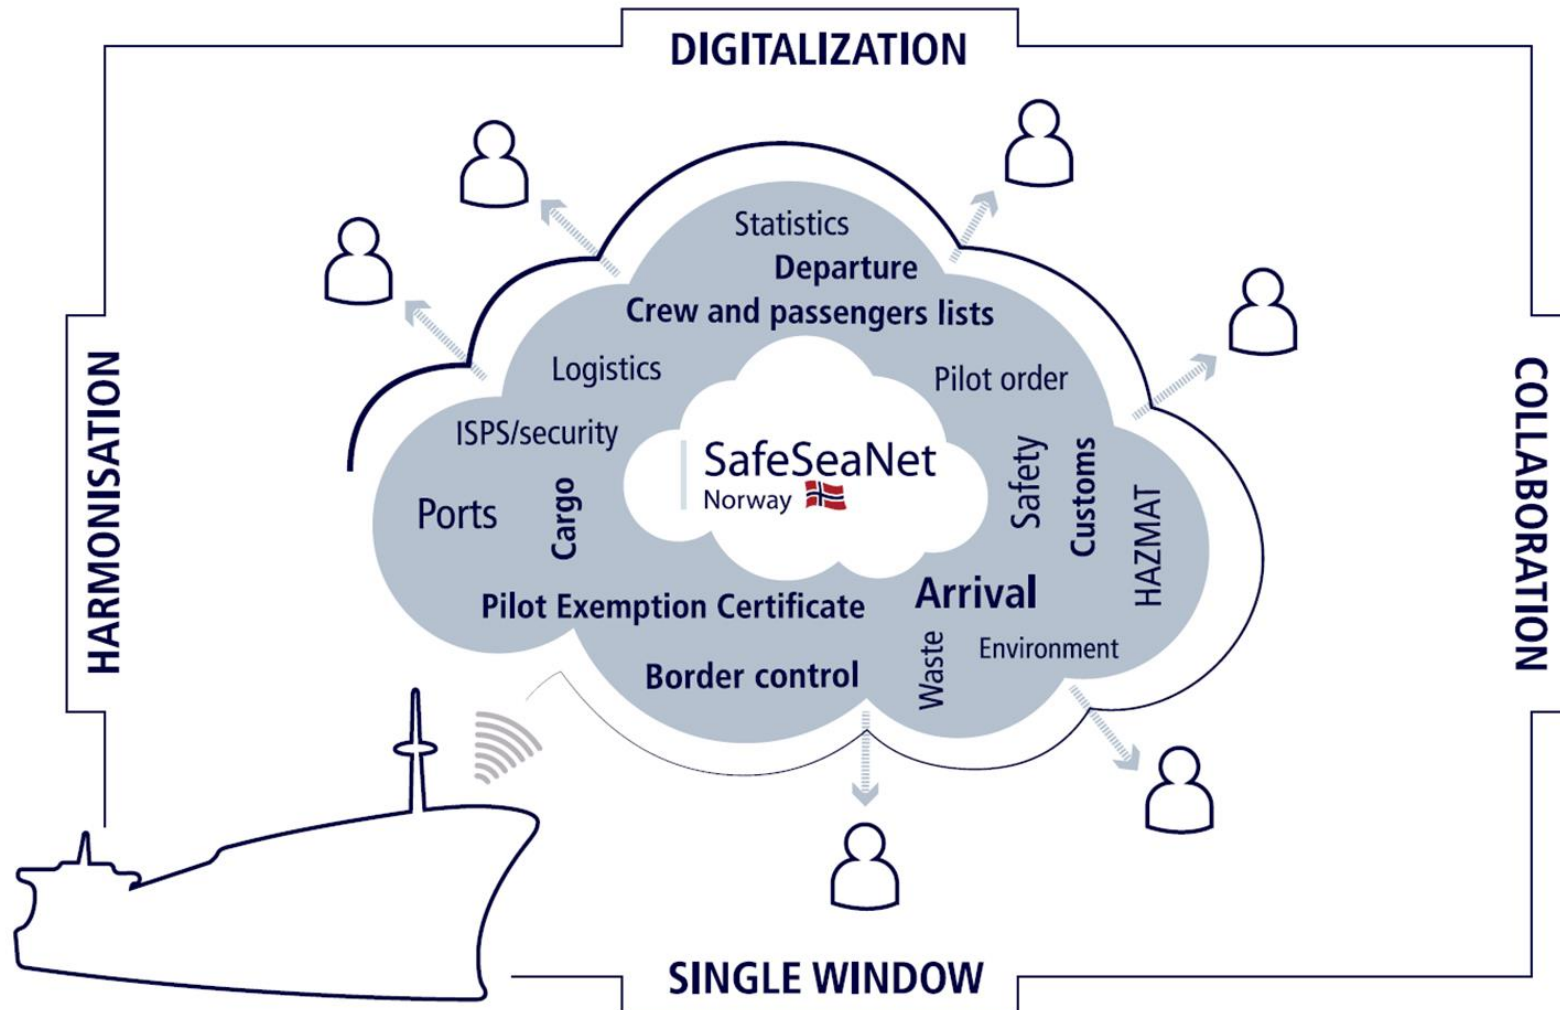 DIGITALIZATION
Statistics
Departure
Crew and passengers lists
Logistics
Pilot order
ISPS/security
SafeSeaNet
Norway
Ports
Cargo
Safety
Customs
HAZMAT
Pilot Exemption Certificate
Arrival
Border control
Waste
Environment
HARMONISATION
COLLABORATION
SINGLE WINDOW